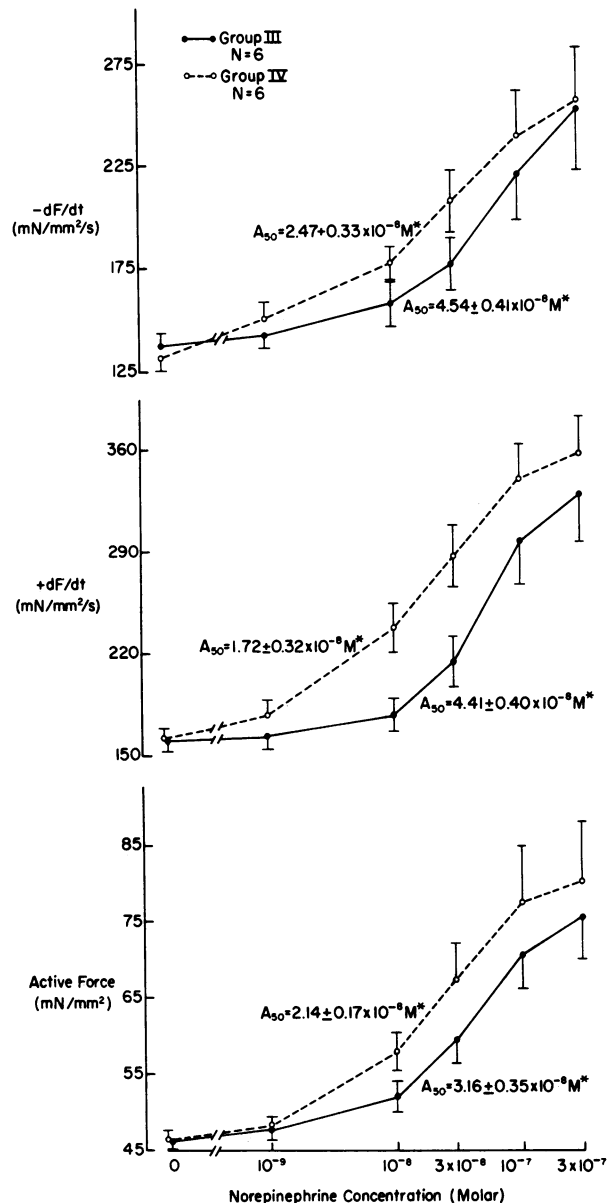 Group III
N=6
Group IV
N=6
275
225
175
125
-dF/dt
(mN/mm²/s)
A₅₀=2.47+0.33x10⁻⁸M*
A₅₀=4.54±0.41x10⁻⁸M*
360
290
220
150
+dF/dt
(mN/mm²/s)
A₅₀=1.72±0.32x10⁻⁸M*
A₅₀=4.41±0.40x10⁻⁸M*
85
75
65
55
45
Active Force
(mN/mm²)
A₅₀=2.14±0.17x10⁻⁸M*
A₅₀=3.16±0.35x10⁻⁸M*
0 10⁻⁹ 10⁻⁸ 3x10⁻⁸ 10⁻⁷ 3x10⁻⁷
Norepinephrine Concentration (Molar)